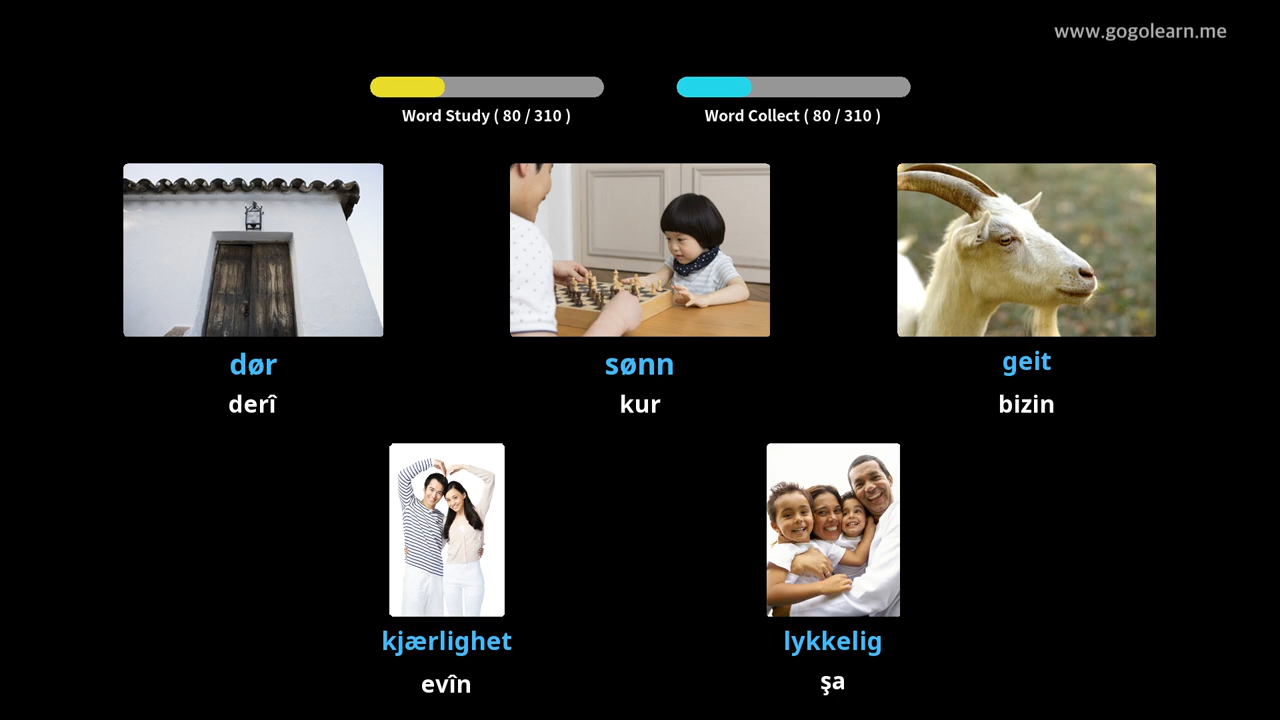 www.gogolearn.me
Word Study ( 80 / 310 )
Word Collect ( 80 / 310 )
dør
sønn
geit
derî
kur
bizin
kjærlighet
lykkelig
evîn
şa